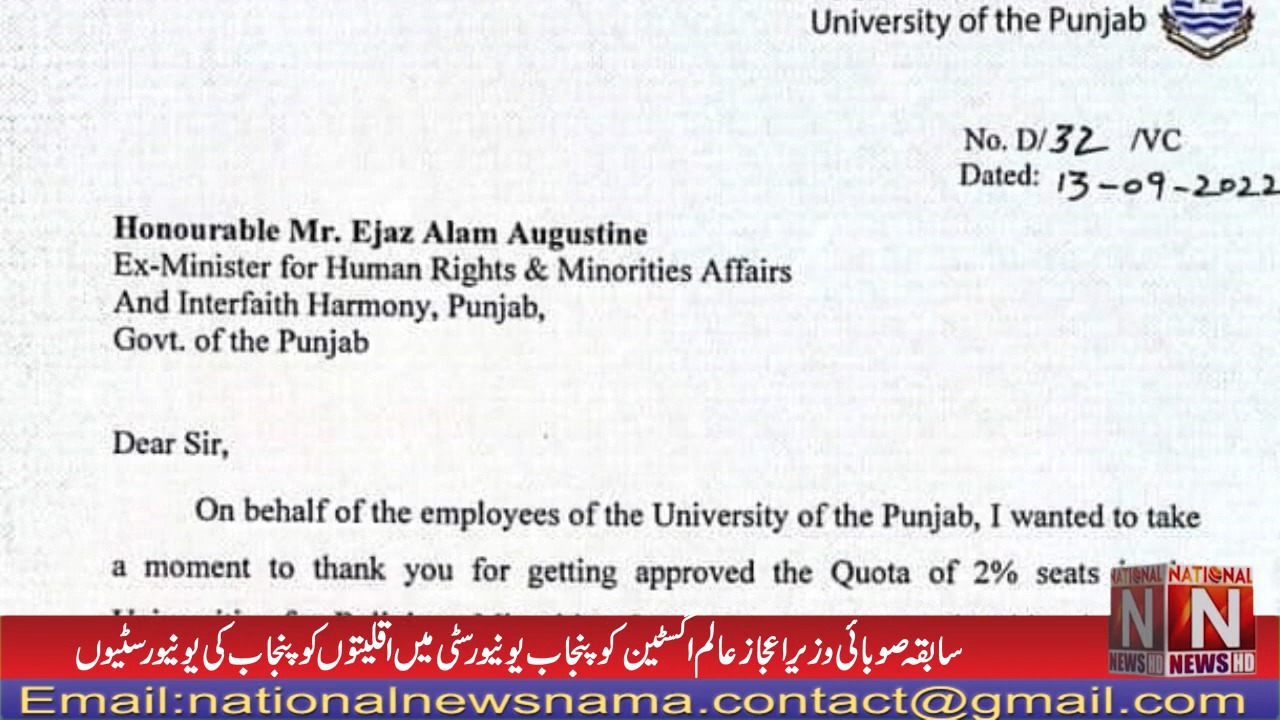 University of the Punjab
No. D/32 /VC
Dated: 13-09-2022
Honourable Mr. Ejaz Alam Augustine
Ex-Minister for Human Rights & Minorities Affairs
And Interfaith Harmony, Punjab,
Govt. of the Punjab
Dear Sir,
On behalf of the employees of the University of the Punjab, I wanted to take
a moment to thank you for getting approved the Quota of 2% seats
NATIONAL NATIONAL
N N
NEWS HD NEWS HD
سابقہ صوبائی وزیر اعجاز عالم اگسٹین کو پنجاب یونیورسٹی میں اقلیتوں کو پنجاب کی یونیورسٹیوں
Email:nationalnewsnama.contact@gmail.com